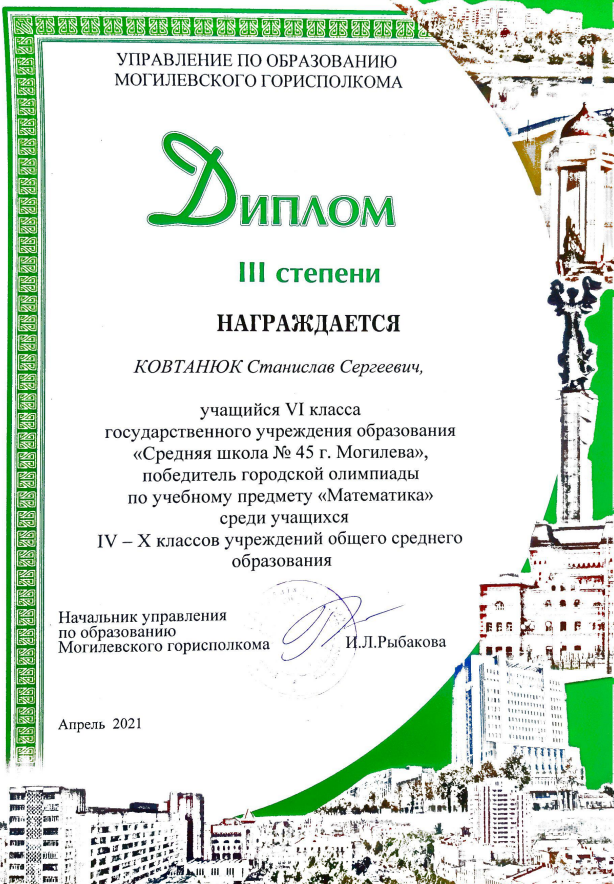 УПРАВЛЕНИЕ ПО ОБРАЗОВАНИЮ
МОГИЛЕВСКОГО ГОРИСПОЛКОМА
Диплом
III степени
НАГРАЖДАЕТСЯ
КОВТАНЮК Станислав Сергеевич,
учащийся VI класса
государственного учреждения образования
«Средняя школа № 45 г. Могилева»,
победитель городской олимпиады
по учебному предмету «Математика»
среди учащихся
IV – X классов учреждений общего среднего
образования
Начальник управления
по образованию
Могилевского горисполкома И.Л.Рыбакова
Апрель 2021